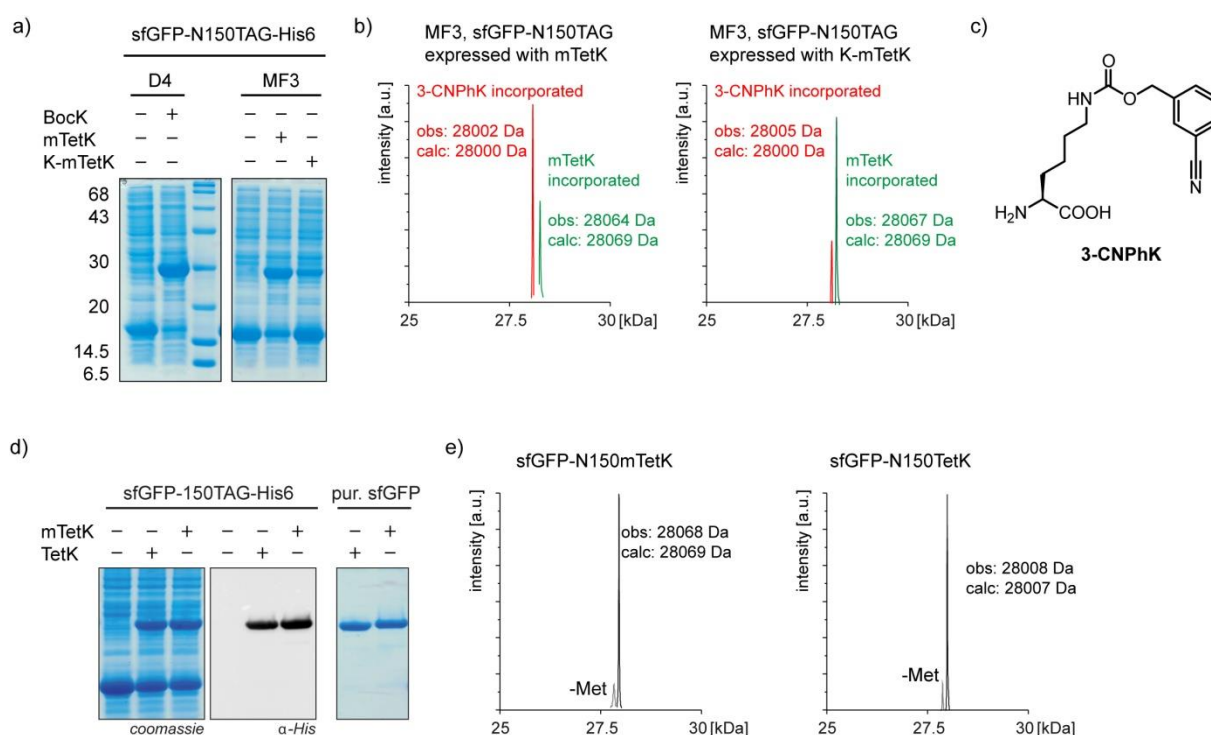 a)
sfGFP-N150TAG-His6
D4
MF3
BocK – + – – –
mTetK – – – + –
K-mTetK – – – – +
68
43
30
20
14.5
6.5
b)
MF3, sfGFP-N150TAG
expressed with mTetK
intensity [a.u.]
3-CNPhK incorporated
obs: 28002 Da
calc: 28000 Da
mTetK
incorporated
obs: 28064 Da
calc: 28069 Da
25 27.5 30 [kDa]
MF3, sfGFP-N150TAG
expressed with K-mTetK
intensity [a.u.]
3-CNPhK incorporated
obs: 28005 Da
calc: 28000 Da
mTetK
incorporated
obs: 28067 Da
calc: 28069 Da
25 27.5 30 [kDa]
c)
O
HN
O
N
H₂N
COOH
3-CNPhK
d)
sfGFP-150TAG-His6
pur. sfGFP
mTetK – – + – – + – +
TetK – + – – + – + –
coomassie
α-His
e)
sfGFP-N150mTetK
intensity [a.u.]
obs: 28068 Da
calc: 28069 Da
-Met
25 27.5 30 [kDa]
sfGFP-N150TetK
intensity [a.u.]
obs: 28008 Da
calc: 28007 Da
-Met
25 27.5 30 [kDa]